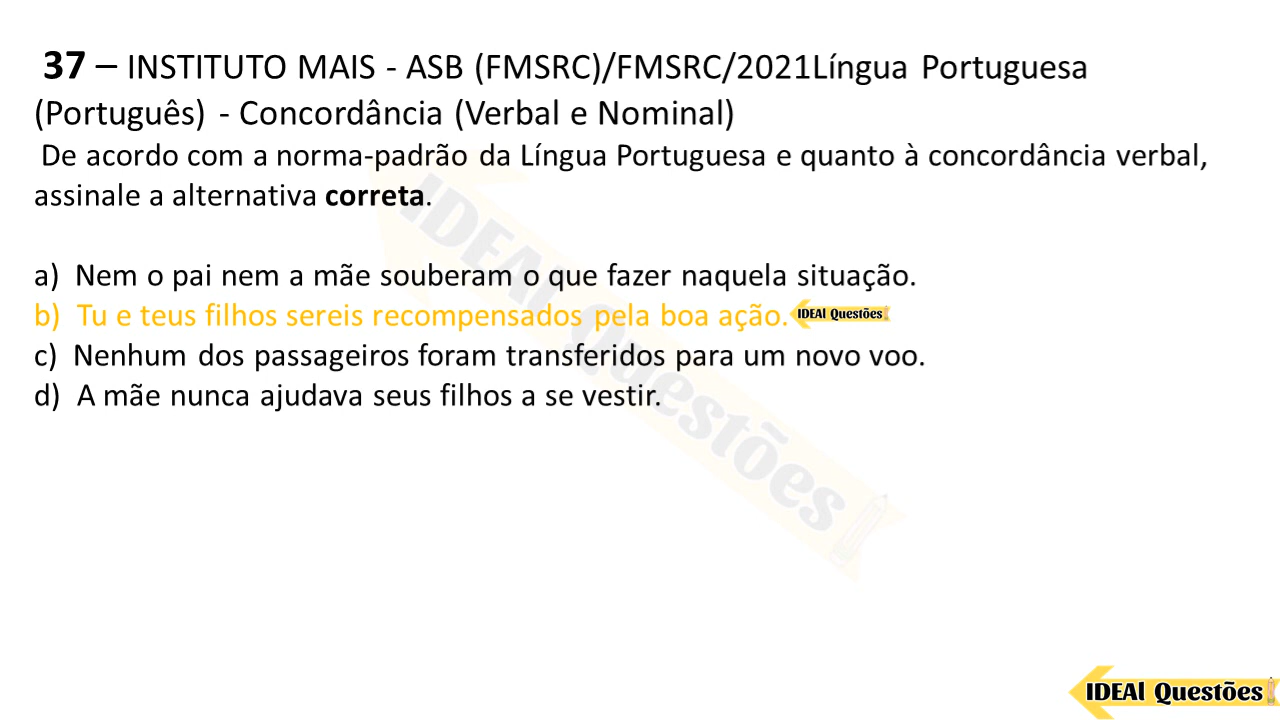 37 – INSTITUTO MAIS - ASB (FMSRC)/FMSRC/2021Língua Portuguesa
(Português) - Concordância (Verbal e Nominal)
De acordo com a norma-padrão da Língua Portuguesa e quanto à concordância verbal,
assinale a alternativa correta.
a) Nem o pai nem a mãe souberam o que fazer naquela situação.
b) Tu e teus filhos sereis recompensados pela boa ação. IDEAl Questões
c) Nenhum dos passageiros foram transferidos para um novo voo.
d) A mãe nunca ajudava seus filhos a se vestir.
IDEAl Questões
IDEAl Questões